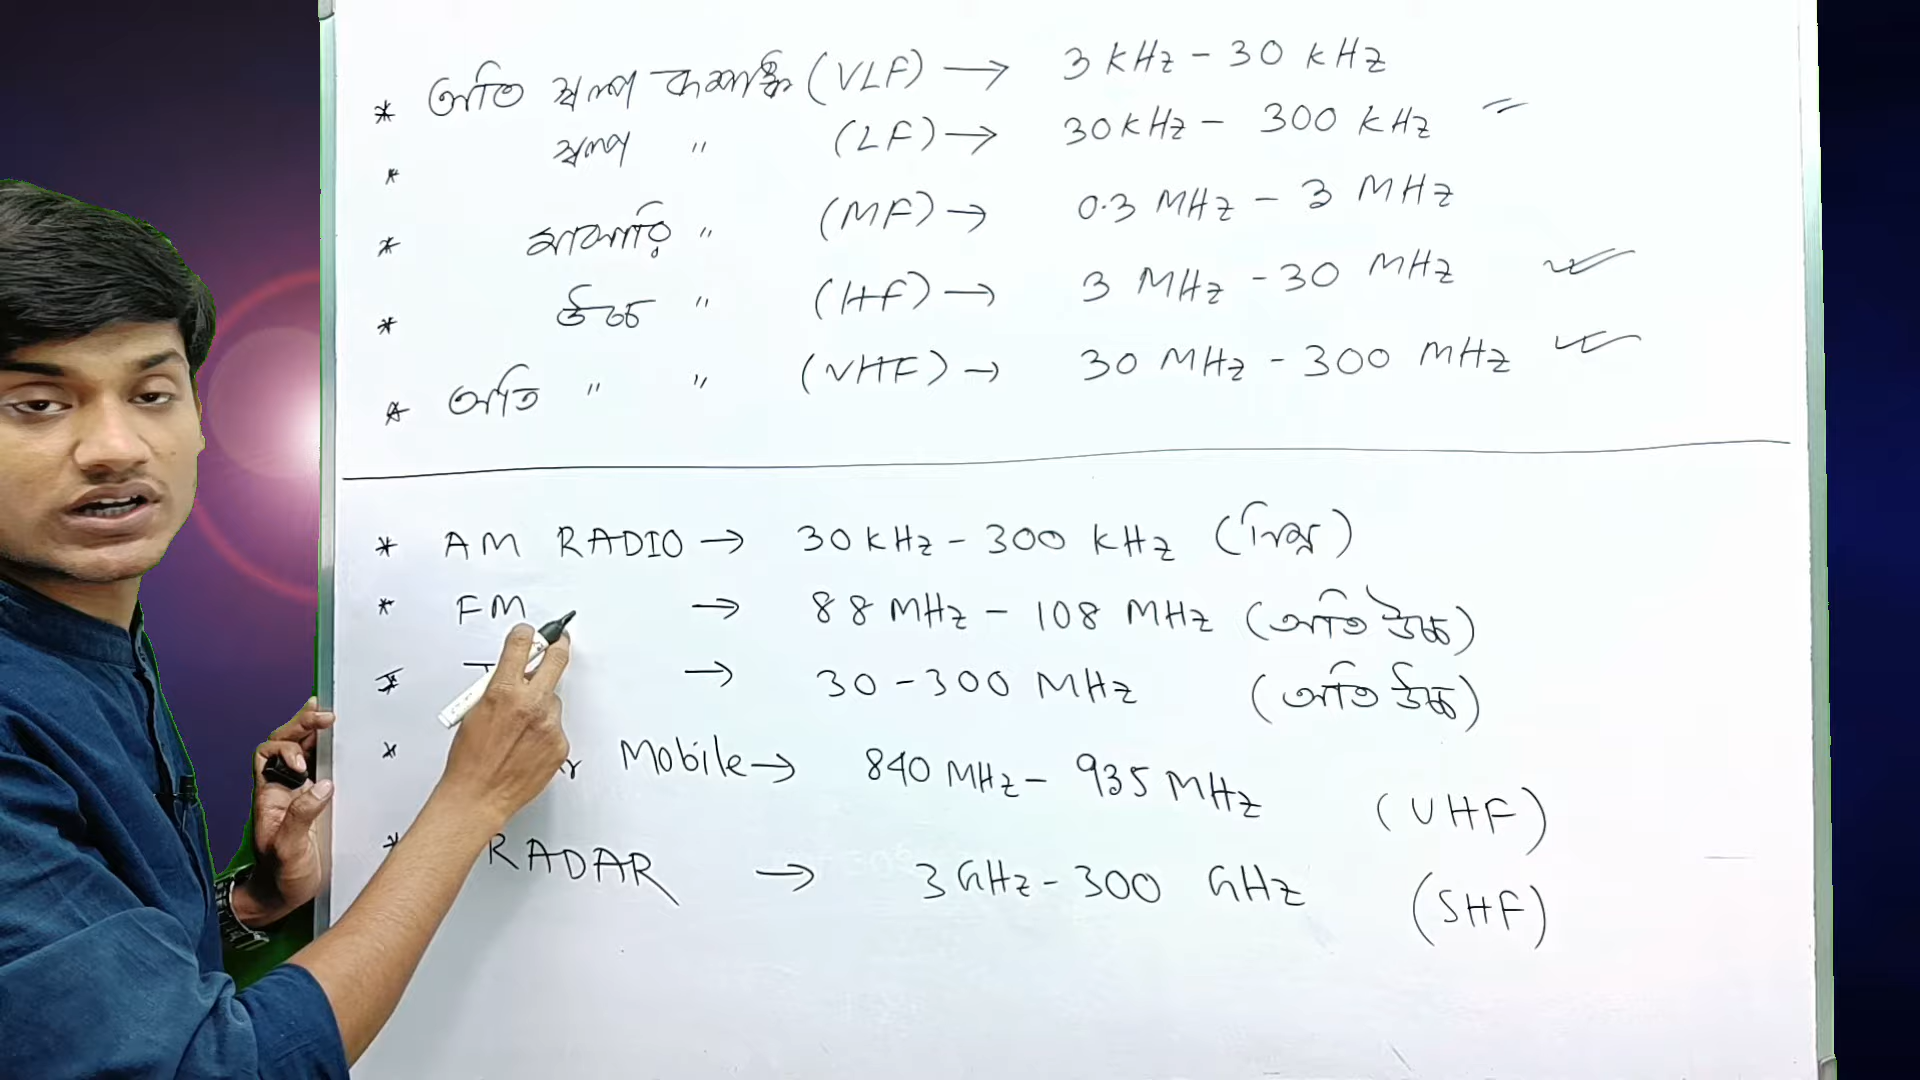 * অতি স্বল্প কম্পাঙ্ক (VLF) → 3 kHz - 30 kHz
* স্বল্প " (LF) → 30 kHz - 300 kHz
* মাঝারি " (MF) → 0.3 MHz - 3 MHz
* উচ্চ " (HF) → 3 MHz - 30 MHz
* অতি " " (VHF) → 30 MHz - 300 MHz
* AM RADIO → 30 kHz - 300 kHz (নিম্ন)
* FM → 88 MHz - 108 MHz (অতি উচ্চ)
* → 30 - 300 MHz (অতি উচ্চ)
* Mobile → 840 MHz - 935 MHz (UHF)
* RADAR → 3 GHz - 300 GHz (SHF)